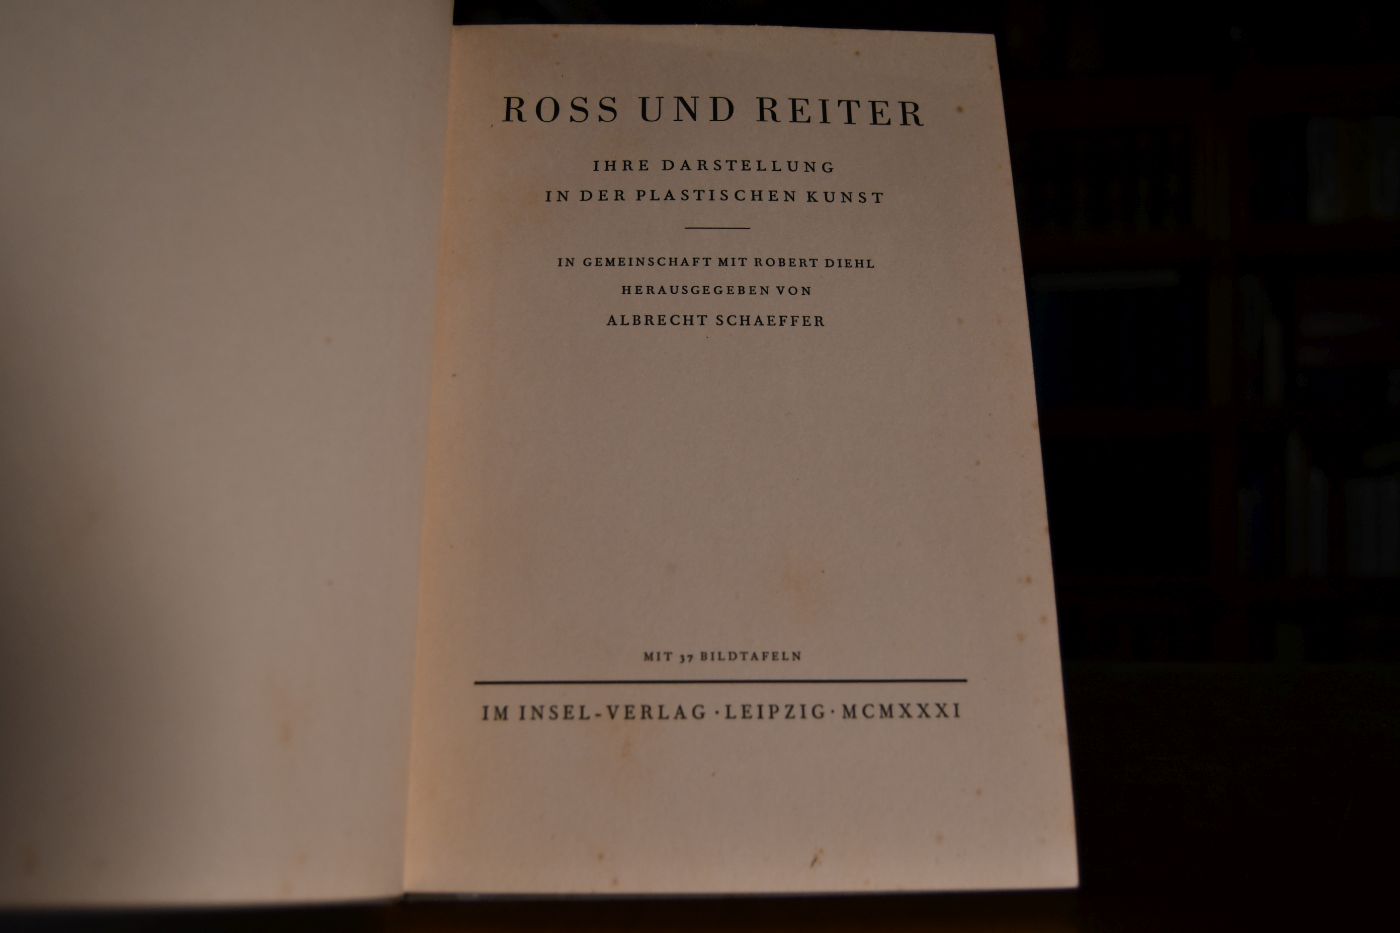 ROSS UND REITER
IHRE DARSTELLUNG
IN DER PLASTISCHEN KUNST
IN GEMEINSCHAFT MIT ROBERT DIEHL
HERAUSGEGEBEN VON
ALBRECHT SCHAEFFER
MIT 37 BILDTAFELN
IM INSEL-VERLAG · LEIPZIG · MCMXXXI